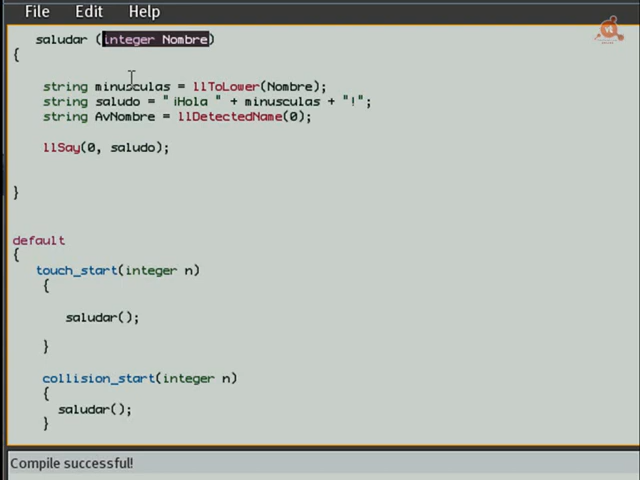 File Edit Help
saludar (integer Nombre)
{
string minusculas = llToLower(Nombre);
string saludo = "¡Hola " + minusculas + "!";
string AvNombre = llDetectedName(0);
llSay(0, saludo);
}
default
{
touch_start(integer n)
{
saludar();
}
collision_start(integer n)
{
saludar();
}
Compile successful!